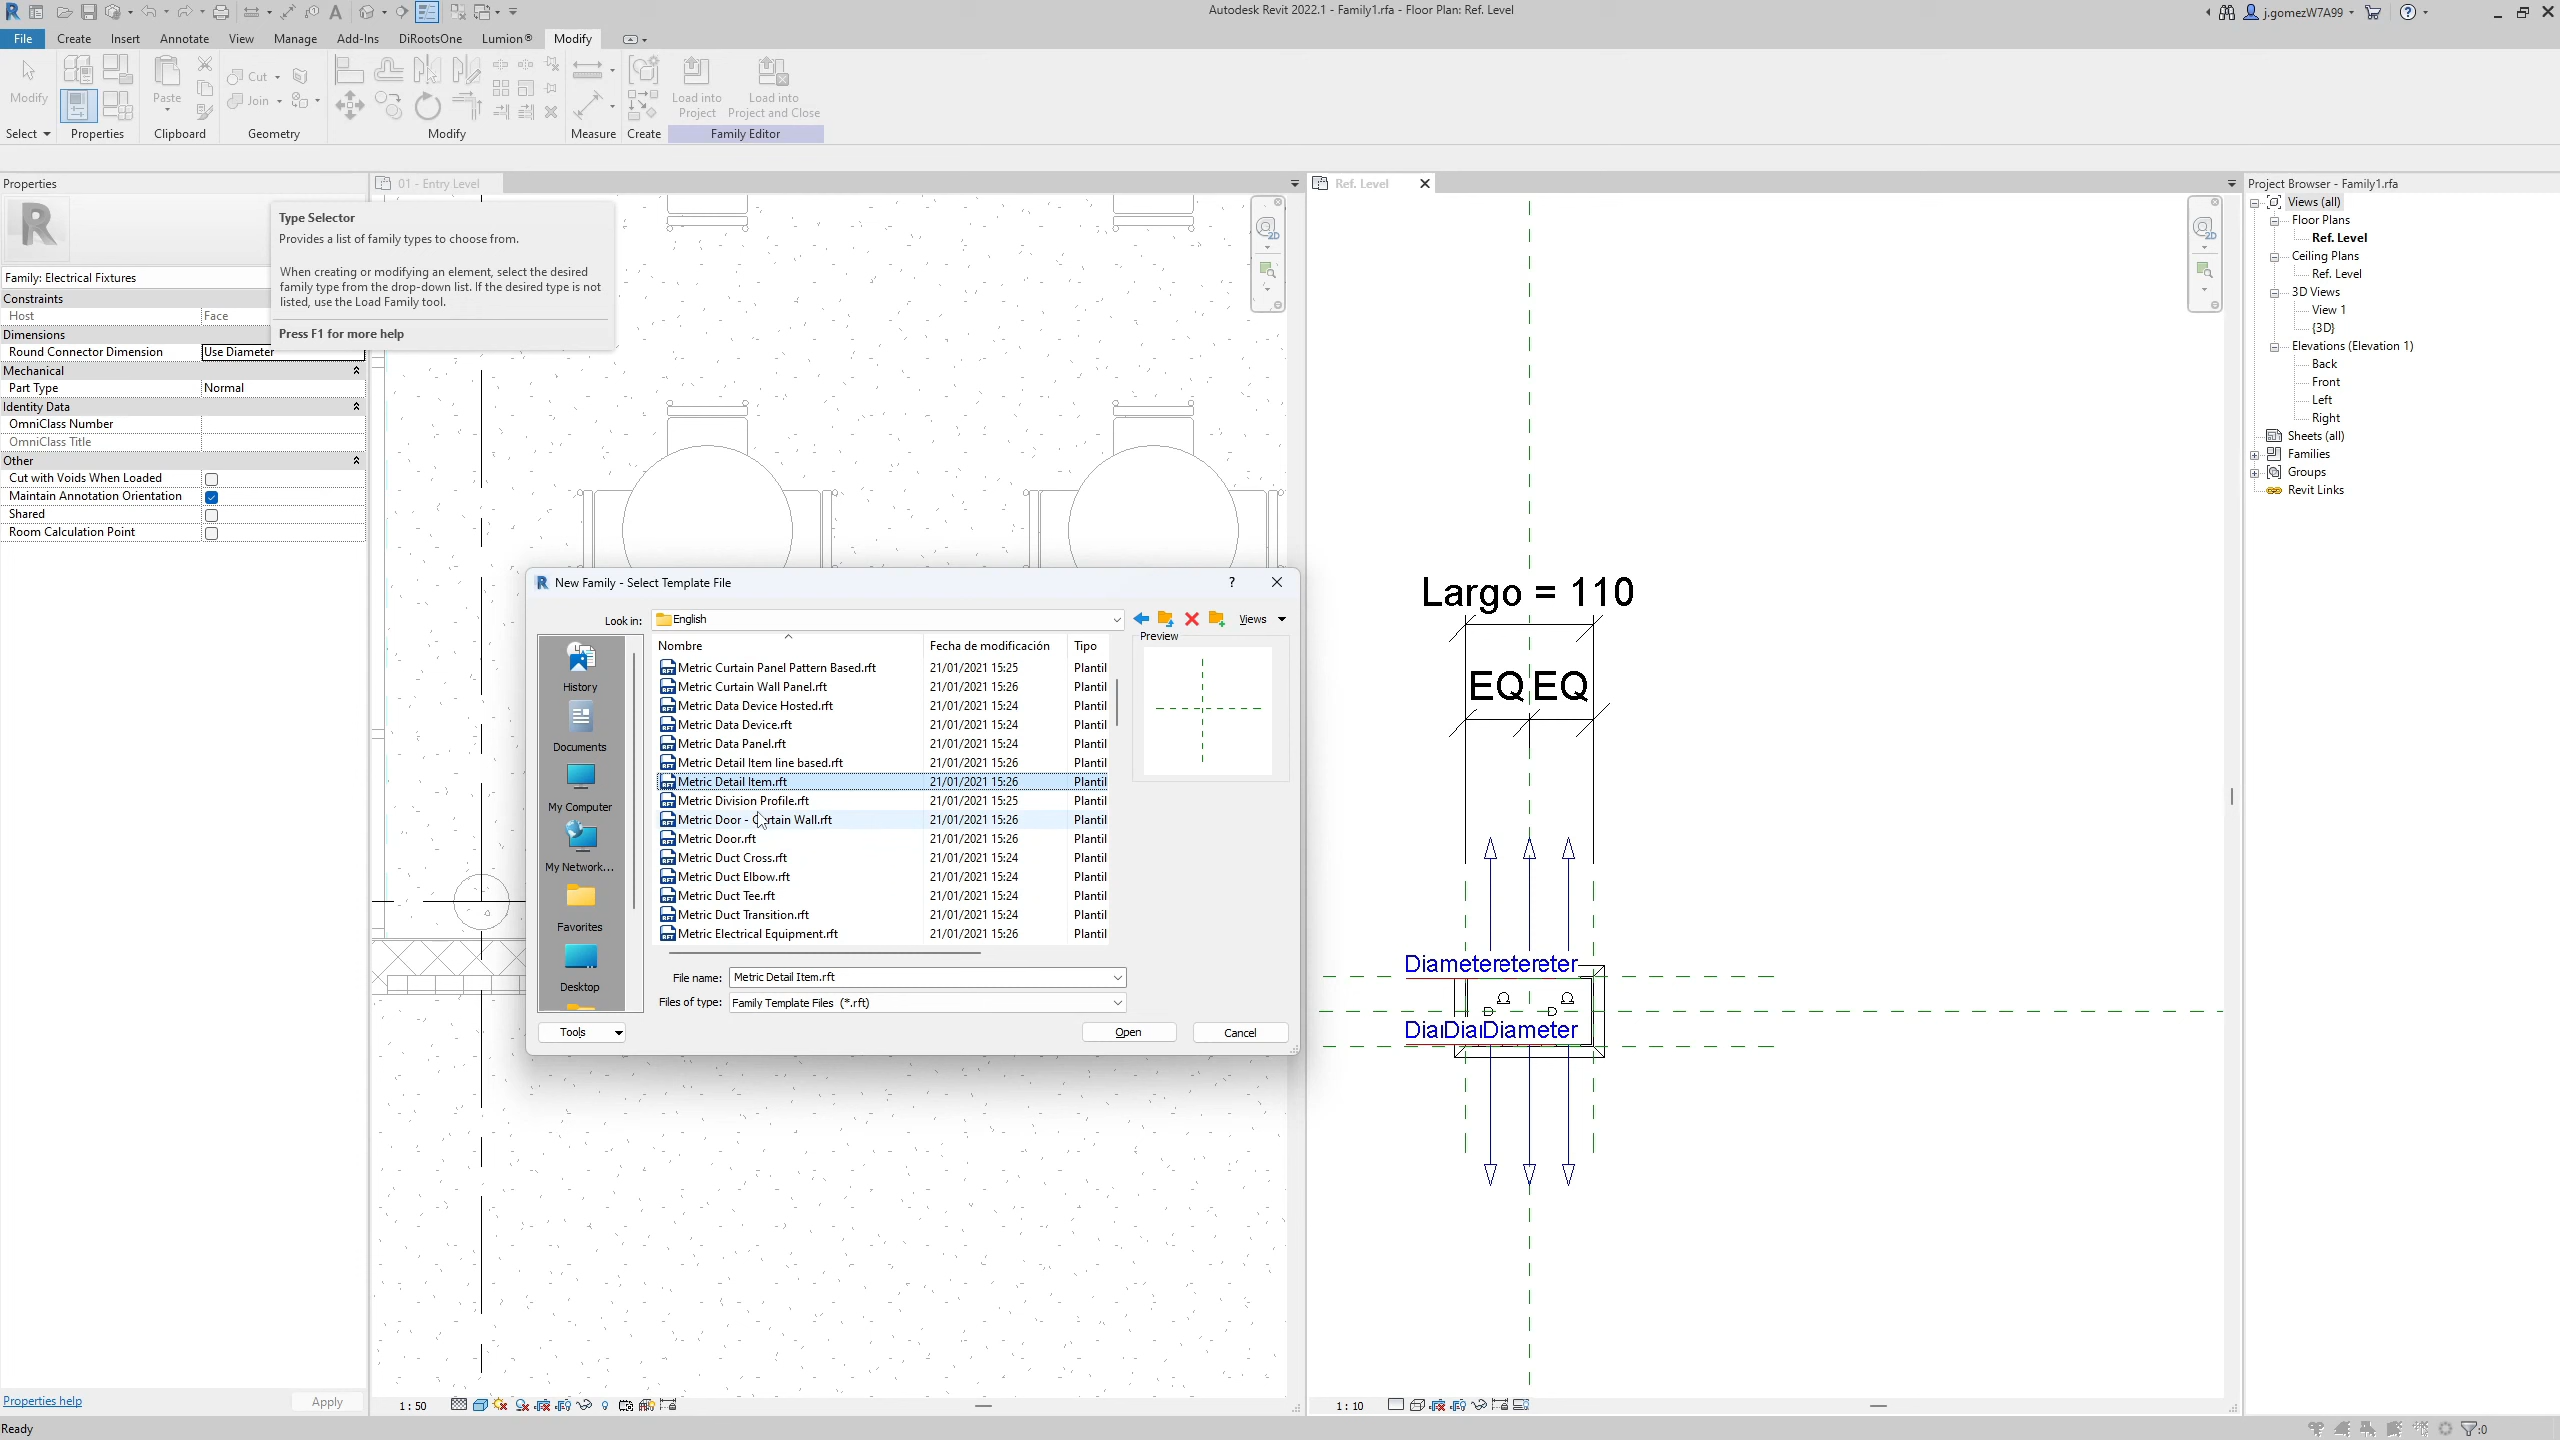 Autodesk Revit 2022.1 - Family1.rfa - Floor Plan: Ref. Level
j.gomezW7A99
File
Create
Insert
Annotate
View
Manage
Add-Ins
DiRootsOne
Lumion®
Modify
Modify
Paste
Cut
Join
Load into
Project
Load into
Project and Close
Select
Properties
Clipboard
Geometry
Modify
Measure
Create
Family Editor
Properties
01 - Entry Level
Ref. Level
Project Browser - Family1.rfa
Family: Electrical Fixtures
Constraints
Host
Face
Dimensions
Round Connector Dimension
Use Diameter
Mechanical
Part Type
Normal
Identity Data
OmniClass Number
OmniClass Title
Other
Cut with Voids When Loaded
Maintain Annotation Orientation
Shared
Room Calculation Point
Type Selector
Provides a list of family types to choose from.
When creating or modifying an element, select the desired
family type from the drop-down list. If the desired type is not
listed, use the Load Family tool.
Press F1 for more help
2D
2D
Views (all)
Floor Plans
Ref. Level
Ceiling Plans
Ref. Level
3D Views
View 1
{3D}
Elevations (Elevation 1)
Back
Front
Left
Right
Sheets (all)
Families
Groups
Revit Links
New Family - Select Template File
Look in:
English
Views
Nombre
Fecha de modificación
Tipo
Preview
Metric Curtain Panel Pattern Based.rft 21/01/2021 15:25 Plantil
Metric Curtain Wall Panel.rft 21/01/2021 15:26 Plantil
Metric Data Device Hosted.rft 21/01/2021 15:24 Plantil
Metric Data Device.rft 21/01/2021 15:24 Plantil
Metric Data Panel.rft 21/01/2021 15:24 Plantil
Metric Detail Item line based.rft 21/01/2021 15:26 Plantil
Metric Detail Item.rft 21/01/2021 15:26 Plantil
Metric Division Profile.rft 21/01/2021 15:25 Plantil
Metric Door - Curtain Wall.rft 21/01/2021 15:26 Plantil
Metric Door.rft 21/01/2021 15:26 Plantil
Metric Duct Cross.rft 21/01/2021 15:24 Plantil
Metric Duct Elbow.rft 21/01/2021 15:24 Plantil
Metric Duct Tee.rft 21/01/2021 15:24 Plantil
Metric Duct Transition.rft 21/01/2021 15:24 Plantil
Metric Electrical Equipment.rft 21/01/2021 15:26 Plantil
History
Documents
My Computer
My Network...
Favorites
Desktop
File name:
Metric Detail Item.rft
Files of type:
Family Template Files (*.rft)
Tools
Open
Cancel
Largo = 110
EQ EQ
Diameteretereter
DiaıDiaıDiameter
Properties help
Apply
1 : 50
1 : 10
Ready
:0